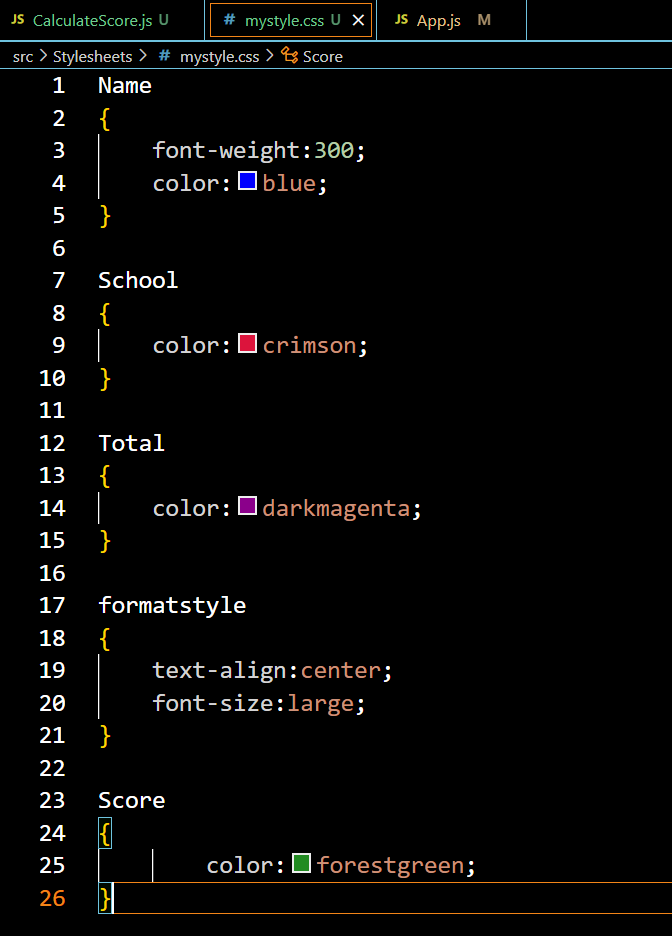 JS CalculateScore.js U # mystyle.css U × JS App.js M
src > Stylesheets > # mystyle.css > Score
1 Name
2 {
3 font-weight:300;
4 color: blue;
5 }
6
7 School
8 {
9 color: crimson;
10 }
11
12 Total
13 {
14 color: darkmagenta;
15 }
16
17 formatstyle
18 {
19 text-align:center;
20 font-size:large;
21 }
22
23 Score
24 {
25 color: forestgreen;
26 }